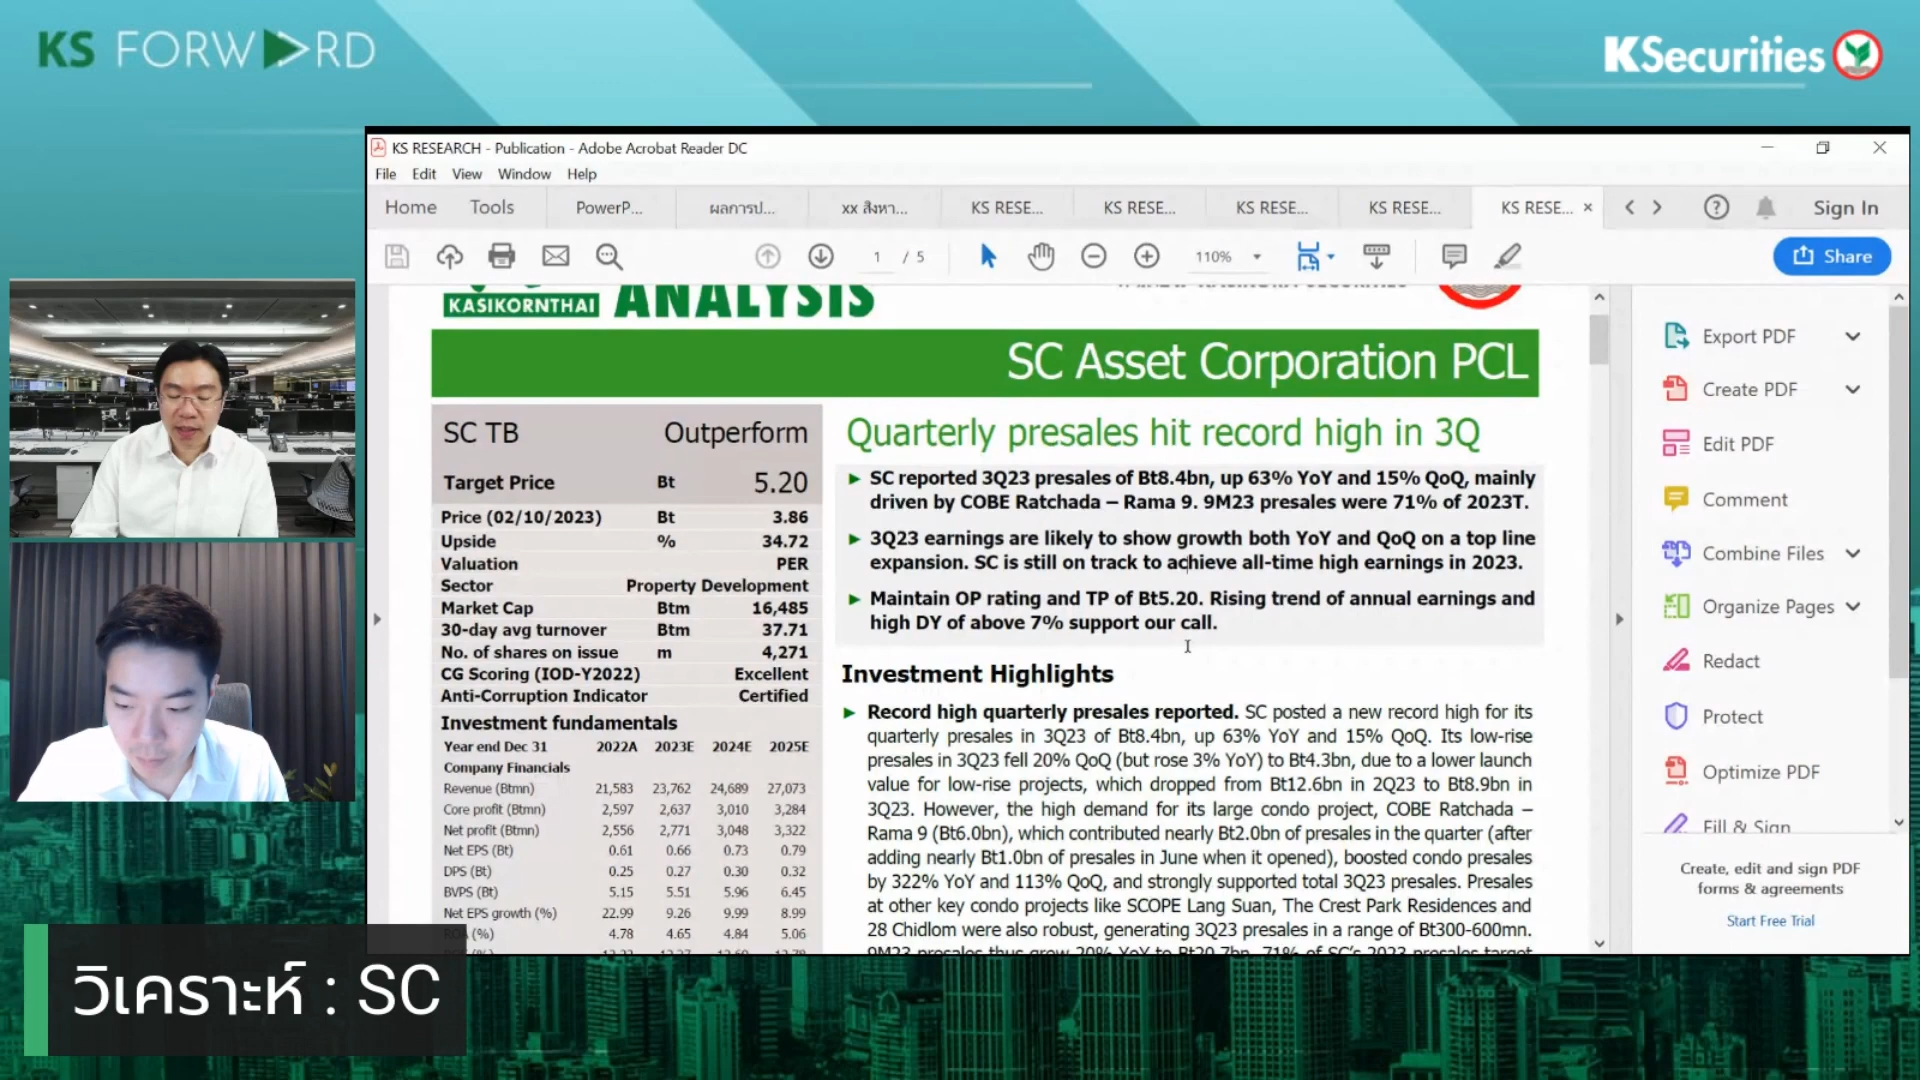 KS FORWARD
KSecurities
KS RESEARCH - Publication - Adobe Acrobat Reader DC
File Edit View Window Help
Home Tools PowerP... ผลการป... xx สิงหา... KS RESE... KS RESE... KS RESE... KS RESE... KS RESE... × Sign In
1 / 5 110% Share
KASIKORNTHAI ANALYSIS
SC Asset Corporation PCL
SC TB Outperform
Target Price Bt 5.20
Price (02/10/2023) Bt 3.86
Upside % 34.72
Valuation PER
Sector Property Development
Market Cap Btm 16,485
30-day avg turnover Btm 37.71
No. of shares on issue m 4,271
CG Scoring (IOD-Y2022) Excellent
Anti-Corruption Indicator Certified
Investment fundamentals
Year end Dec 31 2022A 2023E 2024E 2025E
Company Financials
Revenue (Btmn) 21,583 23,762 24,689 27,073
Core profit (Btmn) 2,597 2,637 3,010 3,284
Net profit (Btmn) 2,556 2,771 3,048 3,322
Net EPS (Bt) 0.61 0.66 0.73 0.79
DPS (Bt) 0.25 0.27 0.30 0.32
BVPS (Bt) 5.15 5.51 5.96 6.45
Net EPS growth (%) 22.99 9.26 9.99 8.99
(%) 4.78 4.65 4.84 5.06
Quarterly presales hit record high in 3Q
► SC reported 3Q23 presales of Bt8.4bn, up 63% YoY and 15% QoQ, mainly
driven by COBE Ratchada – Rama 9. 9M23 presales were 71% of 2023T.
► 3Q23 earnings are likely to show growth both YoY and QoQ on a top line
expansion. SC is still on track to achieve all-time high earnings in 2023.
► Maintain OP rating and TP of Bt5.20. Rising trend of annual earnings and
high DY of above 7% support our call.
Investment Highlights
► Record high quarterly presales reported. SC posted a new record high for its
quarterly presales in 3Q23 of Bt8.4bn, up 63% YoY and 15% QoQ. Its low-rise
presales in 3Q23 fell 20% QoQ (but rose 3% YoY) to Bt4.3bn, due to a lower launch
value for low-rise projects, which dropped from Bt12.6bn in 2Q23 to Bt8.9bn in
3Q23. However, the high demand for its large condo project, COBE Ratchada –
Rama 9 (Bt6.0bn), which contributed nearly Bt2.0bn of presales in the quarter (after
adding nearly Bt1.0bn of presales in June when it opened), boosted condo presales
by 322% YoY and 113% QoQ, and strongly supported total 3Q23 presales. Presales
at other key condo projects like SCOPE Lang Suan, The Crest Park Residences and
28 Chidlom were also robust, generating 3Q23 presales in a range of Bt300-600mn.
9M23 presales thus grew 20% YoY to Bt20.7bn, 71% of SC's 2023 presales target
Export PDF
Create PDF
Edit PDF
Comment
Combine Files
Organize Pages
Redact
Protect
Optimize PDF
Fill & Sign
Create, edit and sign PDF
forms & agreements
Start Free Trial
วิเคราะห์ : SC